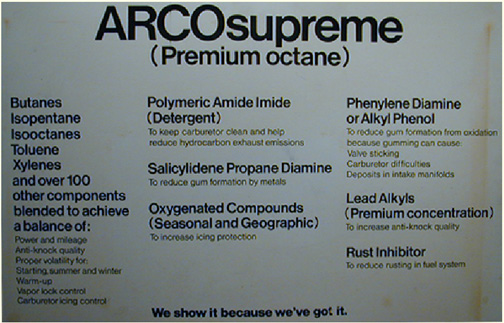 ARCOsupreme
(Premium octane)
Butanes
Isopentane
Isooctanes
Toluene
Xylenes
and over 100
other components
blended to achieve
a balance of:
Power and mileage
Anti-knock quality
Proper volatility for:
Starting, summer and winter
Warm-up
Vapor lock control
Carburetor icing control
Polymeric Amide Imide
(Detergent)
To keep carburetor clean and help
reduce hydrocarbon exhaust emissions
Salicylidene Propane Diamine
To reduce gum formation by metals
Oxygenated Compounds
(Seasonal and Geographic)
To increase icing protection
Phenylene Diamine
or Alkyl Phenol
To reduce gum formation from oxidation
because gumming can cause:
Valve sticking
Carburetor difficulties
Deposits in intake manifolds
Lead Alkyls
(Premium concentration)
To increase anti-knock quality
Rust Inhibitor
To reduce rusting in fuel system
We show it because we've got it.